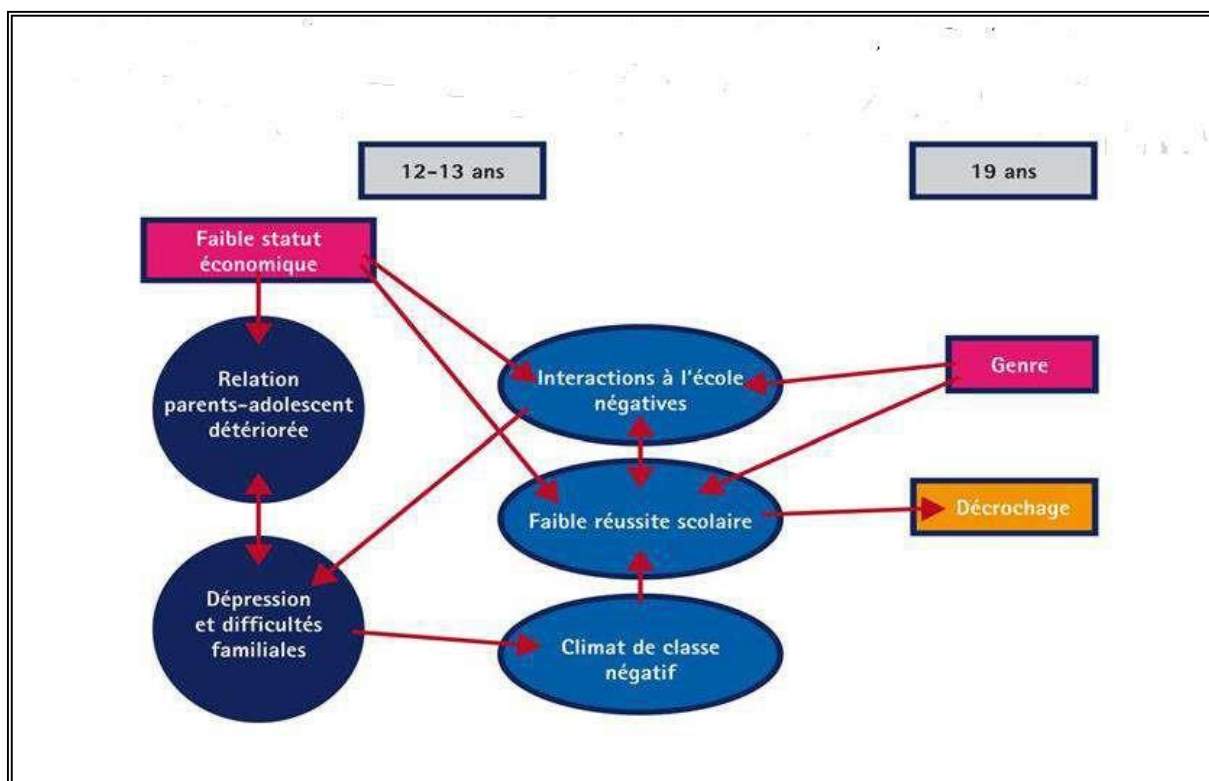 12-13 ans
19 ans
Faible statut
économique
Relation
parents-adolescent
détériorée
Interactions à l'école
négatives
Genre
Faible réussite scolaire
Décrochage
Dépression
et difficultés
familiales
Climat de classe
négatif